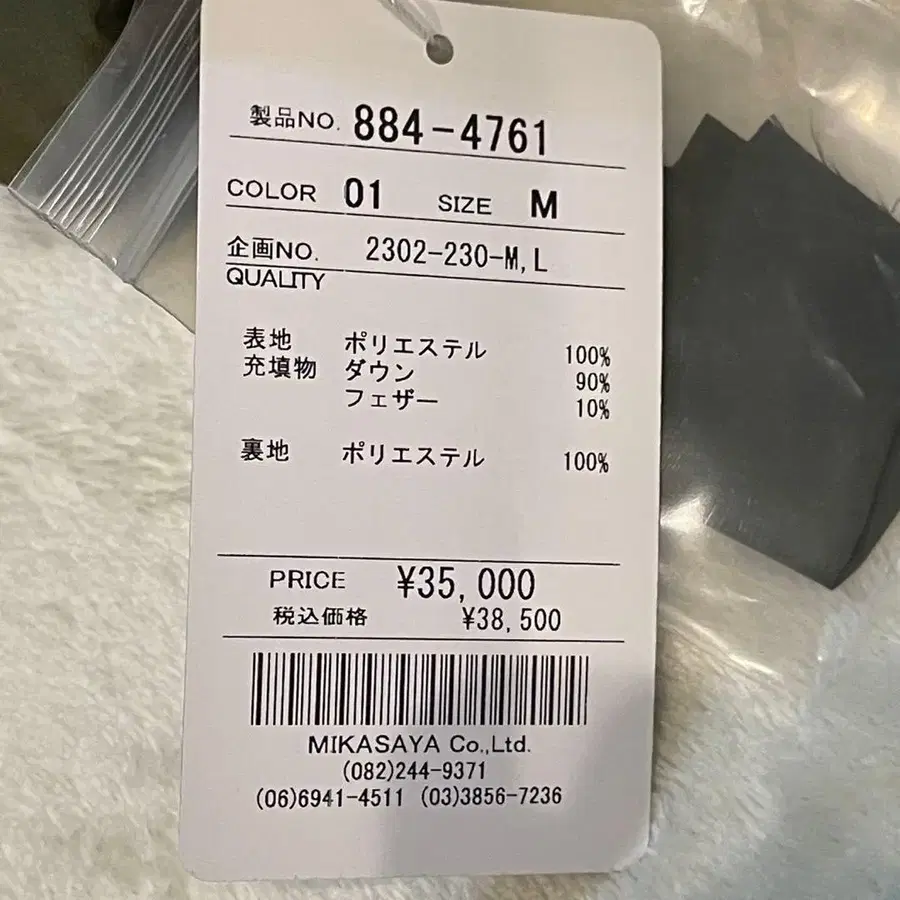 製品NO. 884-4761
COLOR 01 SIZE M
企画NO. 2302-230-M,L
QUALITY
表地 ポリエステル 100%
充填物 ダウン 90%
フェザー 10%
裏地 ポリエステル 100%
PRICE ¥35,000
税込価格 ¥38,500
MIKASAYA Co.,Ltd.
(082)244-9371
(06)6941-4511 (03)3856-7236